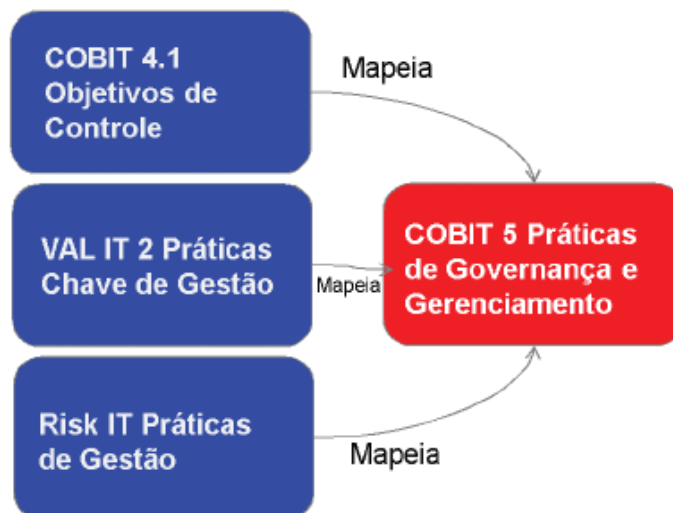 COBIT 4.1
Objetivos de
Controle
Mapeia
VAL IT 2 Práticas
Chave de Gestão
Mapeia
COBIT 5 Práticas
de Governança e
Gerenciamento
Risk IT Práticas
de Gestão
Mapeia